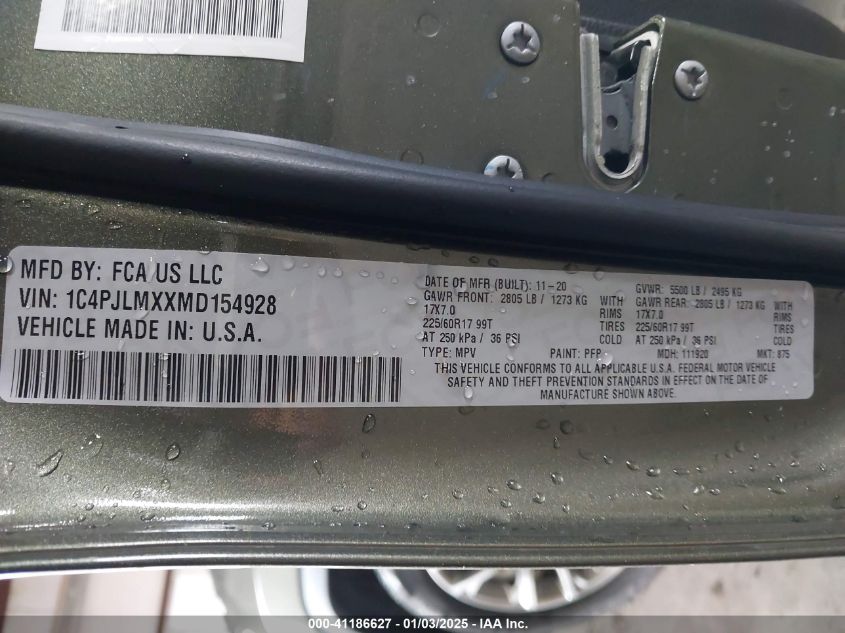 MFD BY: FCA US LLC
VIN: 1C4PJLMXXMD154928
VEHICLE MADE IN: U.S.A.
DATE OF MFR (BUILT): 11-20 GVWR: 5500 LB / 2495 KG
GAWR FRONT: 2805 LB / 1273 KG WITH GAWR REAR: 2805 LB / 1273 KG WITH
17X7.0 RIMS 17X7.0 RIMS
225/60R17 99T TIRES 225/60R17 99T TIRES
AT 250 kPa / 36 PSI COLD AT 250 kPa / 36 PSI COLD
TYPE: MPV PAINT: PFP MDH: 111920 MKT: 875
THIS VEHICLE CONFORMS TO ALL APPLICABLE U.S.A. FEDERAL MOTOR VEHICLE
SAFETY AND THEFT PREVENTION STANDARDS IN EFFECT ON THE DATE OF
MANUFACTURE SHOWN ABOVE.
000-41186627 - 01/03/2025 - IAA Inc.